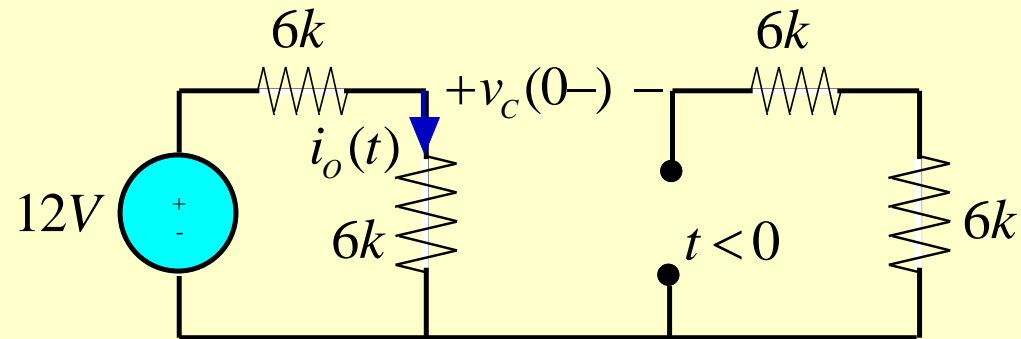 6k
6k
+v_C(0–) –
i_o(t)
12V
+
-
6k
t < 0
6k